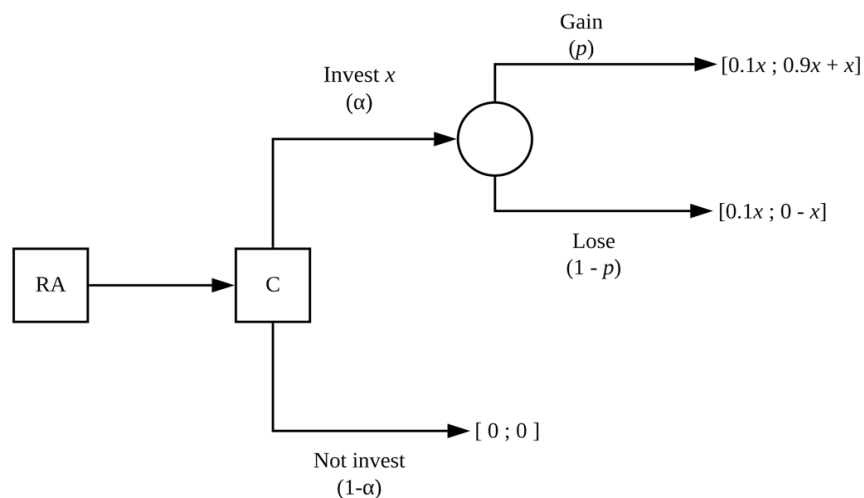 Gain
(p)
[0.1x ; 0.9x + x]
Invest x
(α)
[0.1x ; 0 - x]
Lose
(1 - p)
RA
C
[ 0 ; 0 ]
Not invest
(1-α)